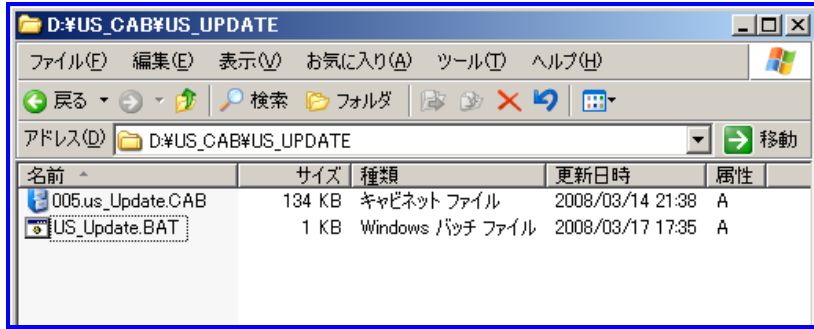 D:¥US_CAB¥US_UPDATE
ファイル(F) 編集(E) 表示(V) お気に入り(A) ツール(T) ヘルプ(H)
戻る 検索 フォルダ
アドレス(D) D:¥US_CAB¥US_UPDATE 移動
名前 サイズ 種類 更新日時 属性
005.us_Update.CAB 134 KB キャビネット ファイル 2008/03/14 21:38 A
US_Update.BAT 1 KB Windows バッチ ファイル 2008/03/17 17:35 A